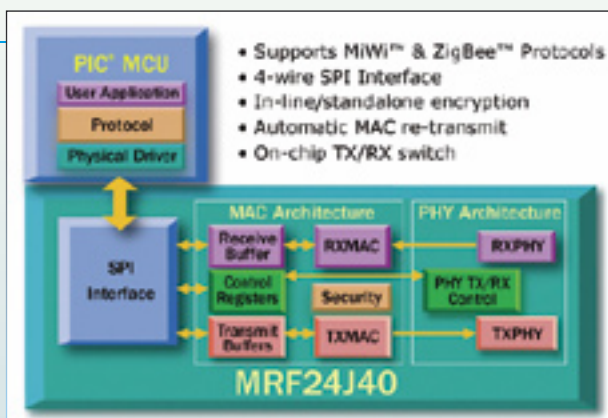 PIC® MCU
User Application
Protocol
Physical Driver
• Supports MiWi™ & ZigBee™ Protocols
• 4-wire SPI Interface
• In-line/standalone encryption
• Automatic MAC re-transmit
• On-chip TX/RX switch
MAC Architecture
PHY Architecture
SPI
Interface
Receive
Buffer
RXMAC
RXPHY
Control
Registers
Security
PHY TX/RX
Control
Transmit
Buffers
TXMAC
TXPHY
MRF24J40